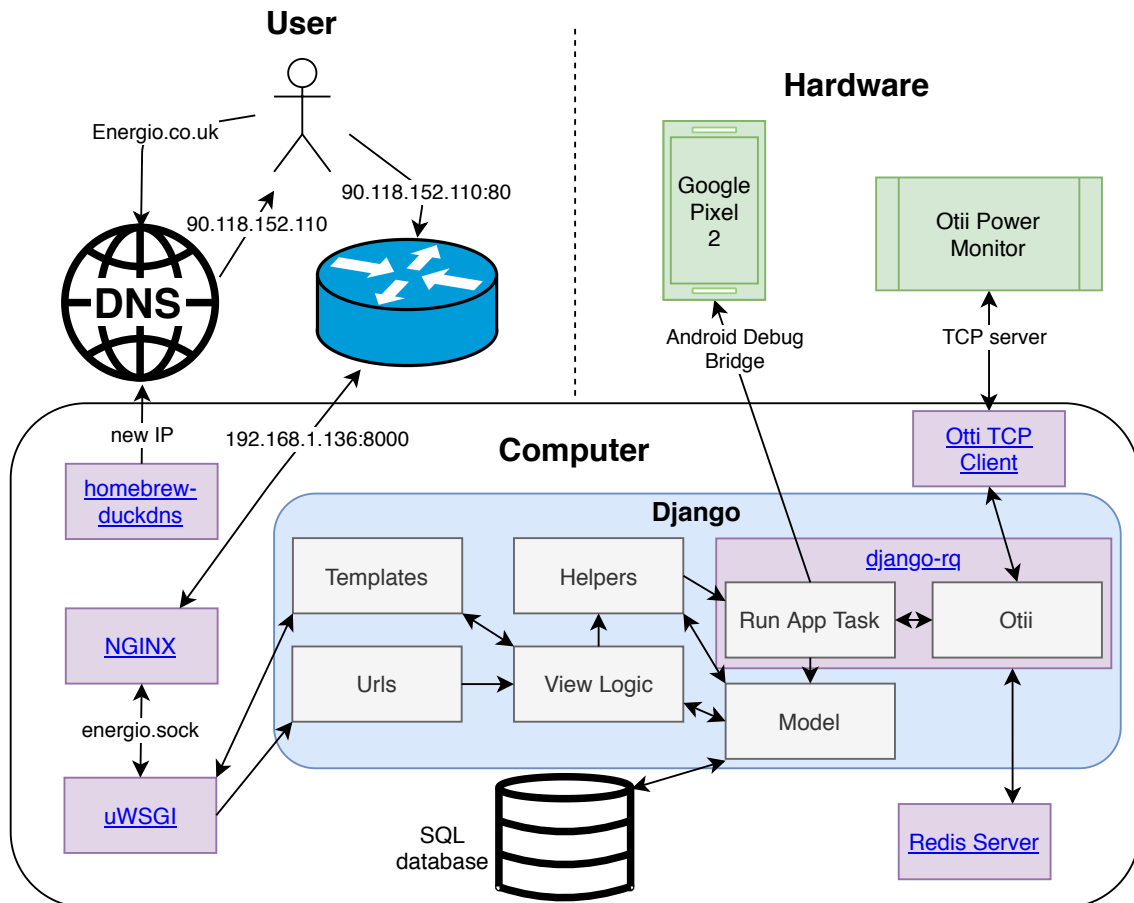 User
Hardware
Energio.co.uk
90.118.152.110:80
90.118.152.110
DNS
Google
Pixel
2
Otii Power
Monitor
Android Debug
Bridge
TCP server
new IP
192.168.1.136:8000
Computer
Otti TCP
Client
homebrew-
duckdns
Django
django-rq
Templates
Helpers
Run App Task
Otii
NGINX
Urls
View Logic
Model
energio.sock
uWSGI
SQL
database
Redis Server